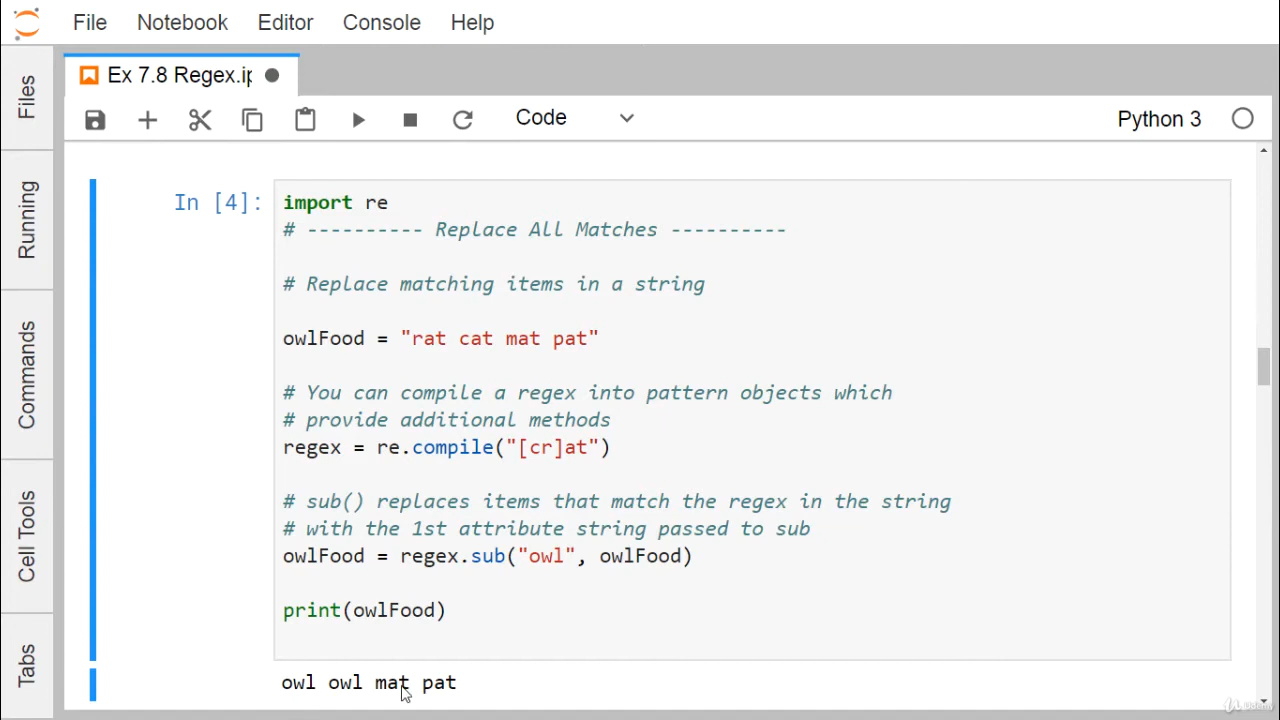 File Notebook Editor Console Help
Ex 7.8 Regex.ip
Code
Python 3
Files
Running
Commands
Cell Tools
Tabs
In [4]:
import re
# ---------- Replace All Matches ----------
# Replace matching items in a string
owlFood = "rat cat mat pat"
# You can compile a regex into pattern objects which
# provide additional methods
regex = re.compile("[cr]at")
# sub() replaces items that match the regex in the string
# with the 1st attribute string passed to sub
owlFood = regex.sub("owl", owlFood)
print(owlFood)
owl owl mat pat
Udemy